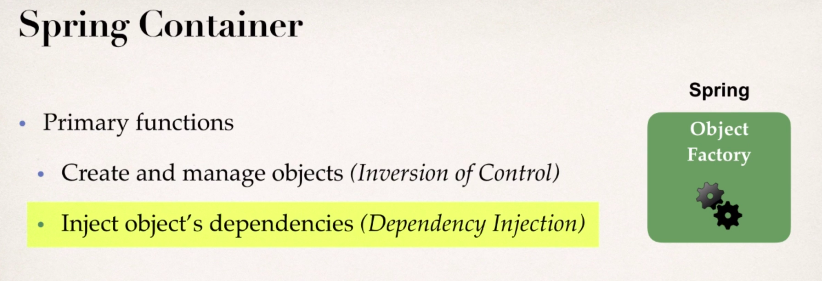 Spring Container
Primary functions
Create and manage objects (Inversion of Control)
Inject object’s dependencies (Dependency Injection)
Spring
Object
Factory